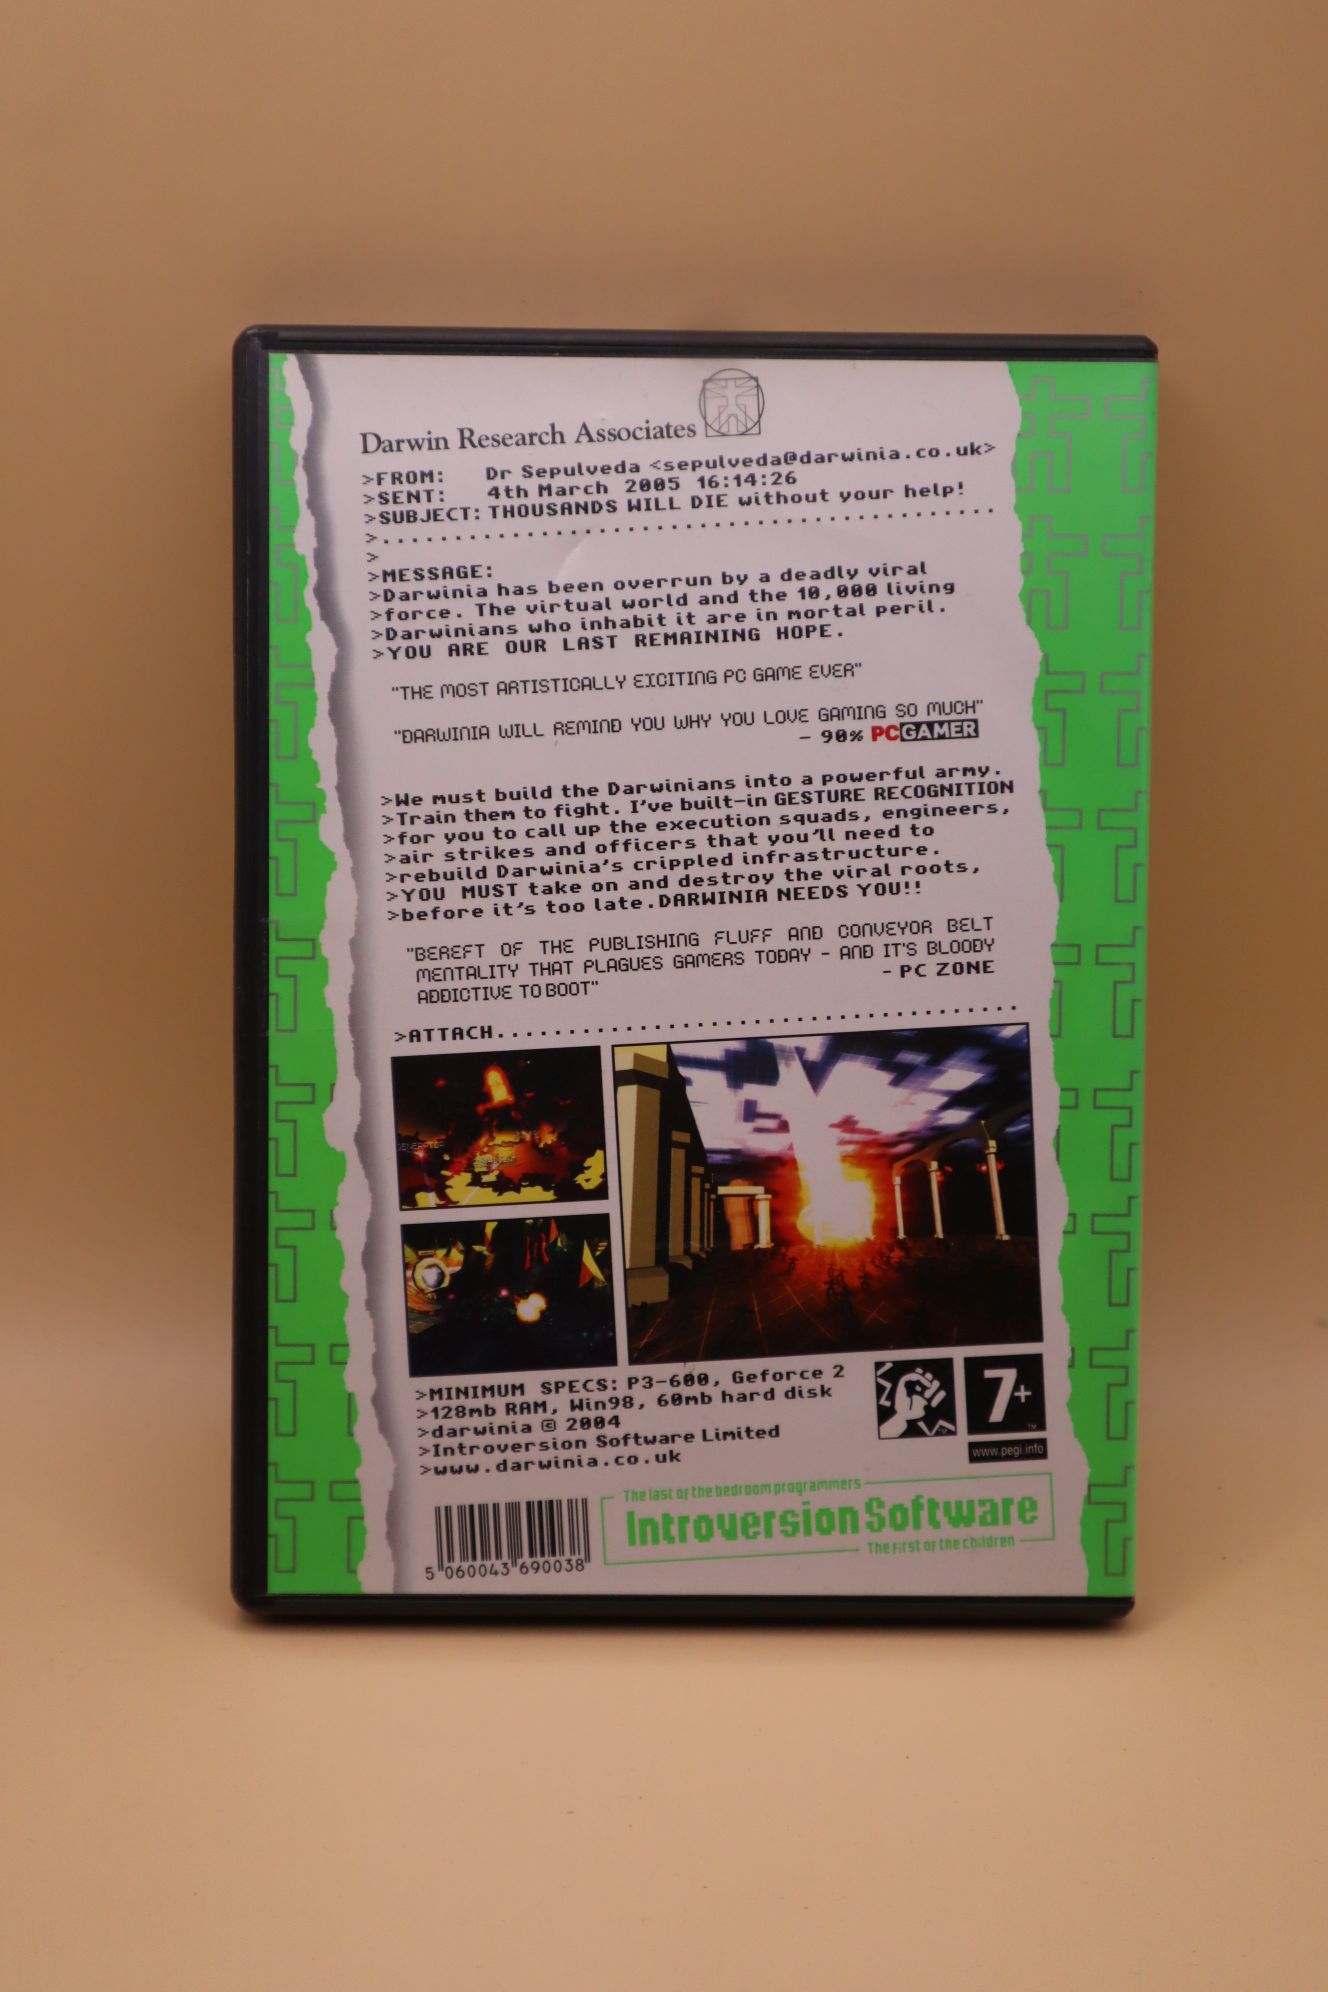 Darwin Research Associates
>FROM: Dr Sepulveda <sepulveda@darwinia.co.uk>
>SENT: 4th March 2005 16:14:26
>SUBJECT: THOUSANDS WILL DIE without your help!
>..........................................
>
>MESSAGE:
>Darwinia has been overrun by a deadly viral
>force. The virtual world and the 10,000 living
>Darwinians who inhabit it are in mortal peril.
>YOU ARE OUR LAST REMAINING HOPE.
"THE MOST ARTISTICALLY EXCITING PC GAME EVER"
"DARWINIA WILL REMIND YOU WHY YOU LOVE GAMING SO MUCH"
- 90% PCGAMER
>We must build the Darwinians into a powerful army.
>Train them to fight. I've built-in GESTURE RECOGNITION
>for you to call up the execution squads, engineers,
>air strikes and officers that you'll need to
>rebuild Darwinia's crippled infrastructure.
>YOU MUST take on and destroy the viral roots,
>before it's too late.DARWINIA NEEDS YOU!!
"BEREFT OF THE PUBLISHING FLUFF AND CONVEYOR BELT
MENTALITY THAT PLAGUES GAMERS TODAY - AND IT'S BLOODY
ADDICTIVE TO BOOT"
- PC ZONE
>ATTACH.....................................
GENERATOR
>MINIMUM SPECS: P3-600, Geforce 2
>128mb RAM, Win98, 60mb hard disk
>darwinia © 2004
>Introversion Software Limited
>www.darwinia.co.uk
7+
TM
TM
www.pegi.info
5 060043 690038
The last of the bedroom programmers
Introversion Software
The first of the children